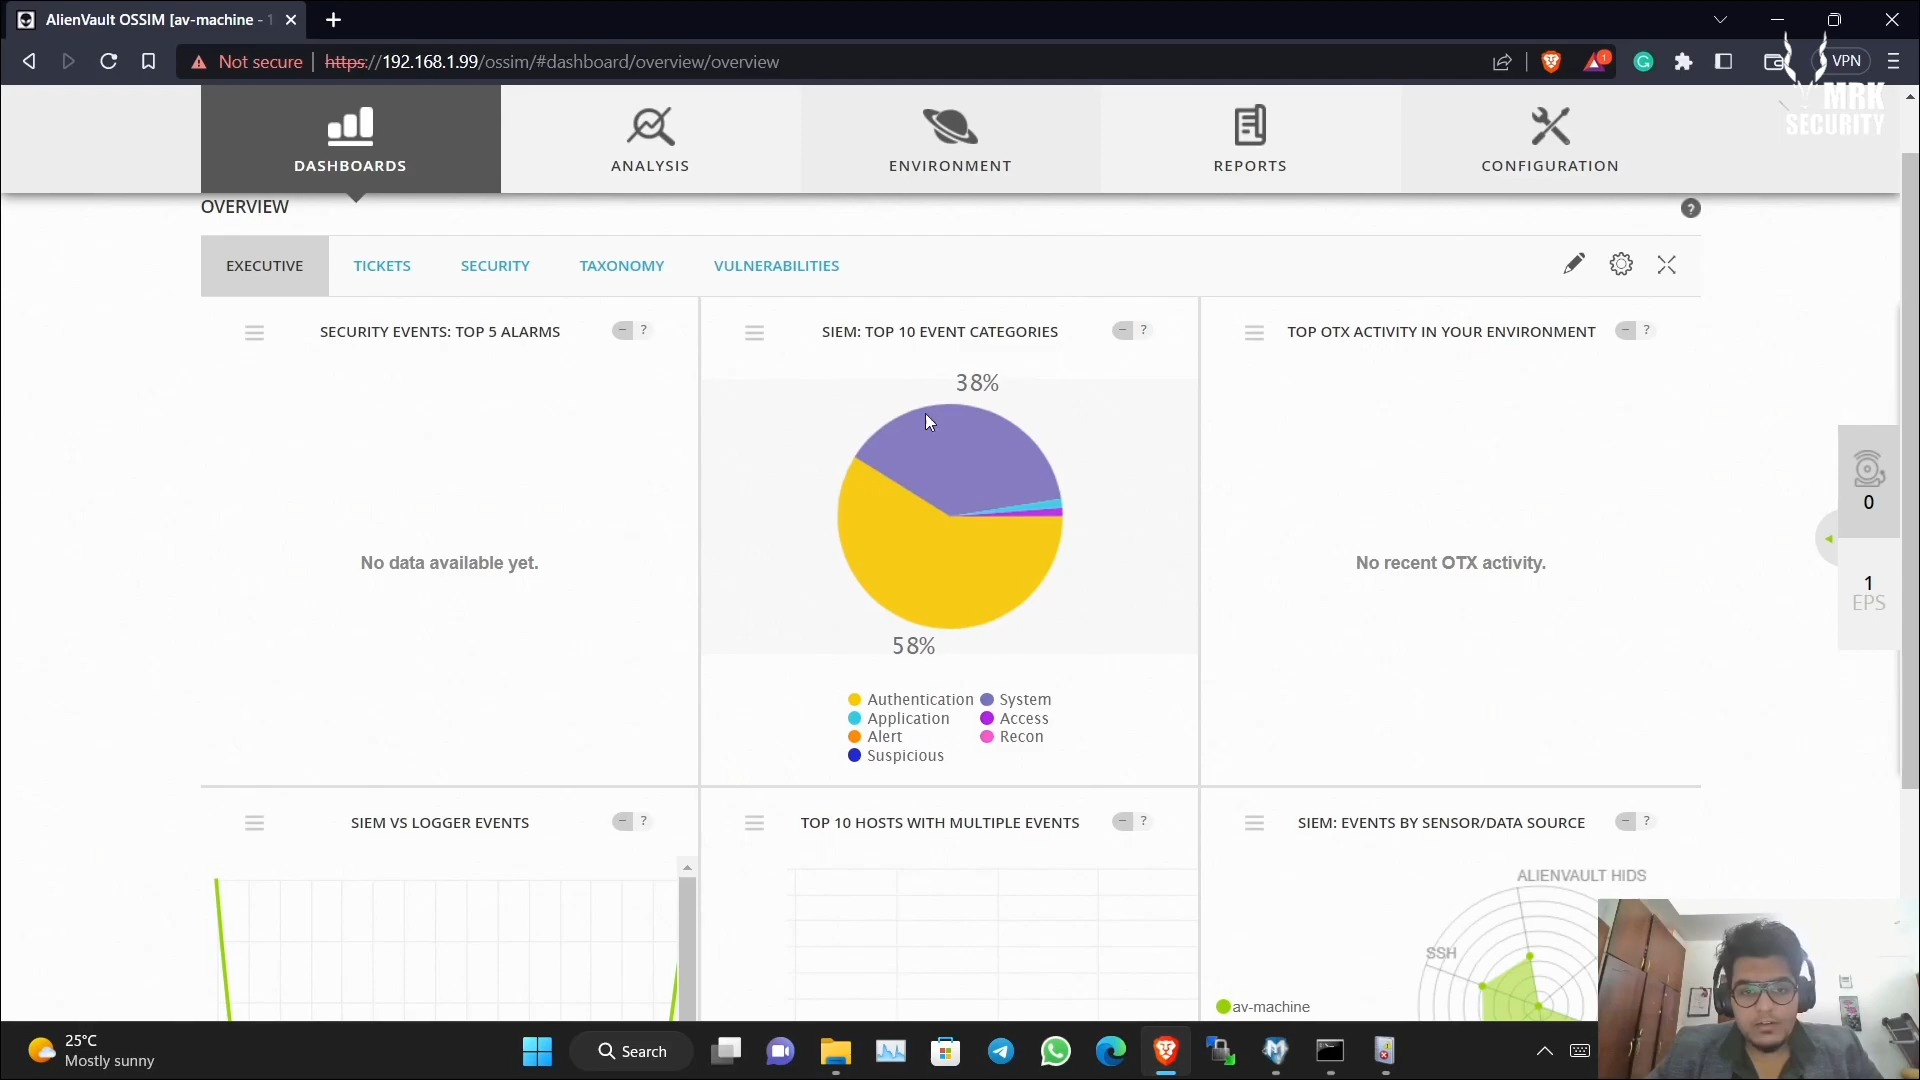 AlienVault OSSIM [av-machine - 1
Not secure
https://192.168.1.99/ossim/#dashboard/overview/overview
1
VPN
MRK
SECURITY
DASHBOARDS
ANALYSIS
ENVIRONMENT
REPORTS
CONFIGURATION
OVERVIEW
?
EXECUTIVE
TICKETS
SECURITY
TAXONOMY
VULNERABILITIES
SECURITY EVENTS: TOP 5 ALARMS
− ?
SIEM: TOP 10 EVENT CATEGORIES
− ?
TOP OTX ACTIVITY IN YOUR ENVIRONMENT
− ?
38%
No data available yet.
No recent OTX activity.
58%
Authentication
System
Application
Access
Alert
Recon
Suspicious
0
1
EPS
SIEM VS LOGGER EVENTS
− ?
TOP 10 HOSTS WITH MULTIPLE EVENTS
− ?
SIEM: EVENTS BY SENSOR/DATA SOURCE
− ?
ALIENVAULT HIDS
SSH
av-machine
25°C
Mostly sunny
Search